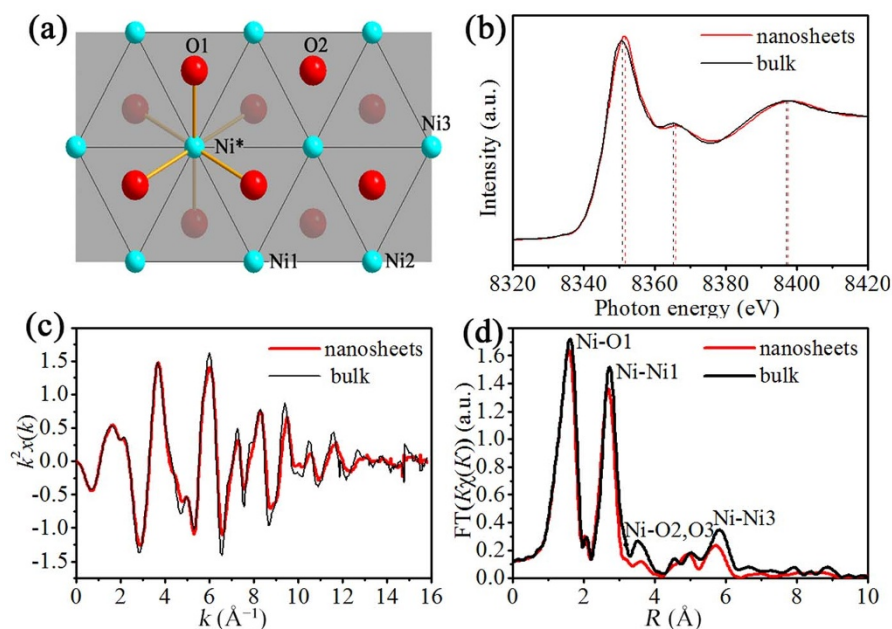 (a)
O1
O2
Ni*
Ni3
Ni1
Ni2
(b)
nanosheets
bulk
Intensity (a.u.)
8320
8340
8360
8380
8400
8420
Photon energy (eV)
(c)
nanosheets
bulk
k²x(k)
1.5
1.0
0.5
0.0
-0.5
-1.0
-1.5
0
2
4
6
8
10
12
14
16
k (Å⁻¹)
(d)
Ni-O1
nanosheets
bulk
Ni-Ni1
Ni-O2,O3
Ni-Ni3
FT(Kχ(K)) (a.u.)
1.6
1.4
1.2
1.0
0.8
0.6
0.4
0.2
0.0
0
2
4
6
8
10
R (Å)